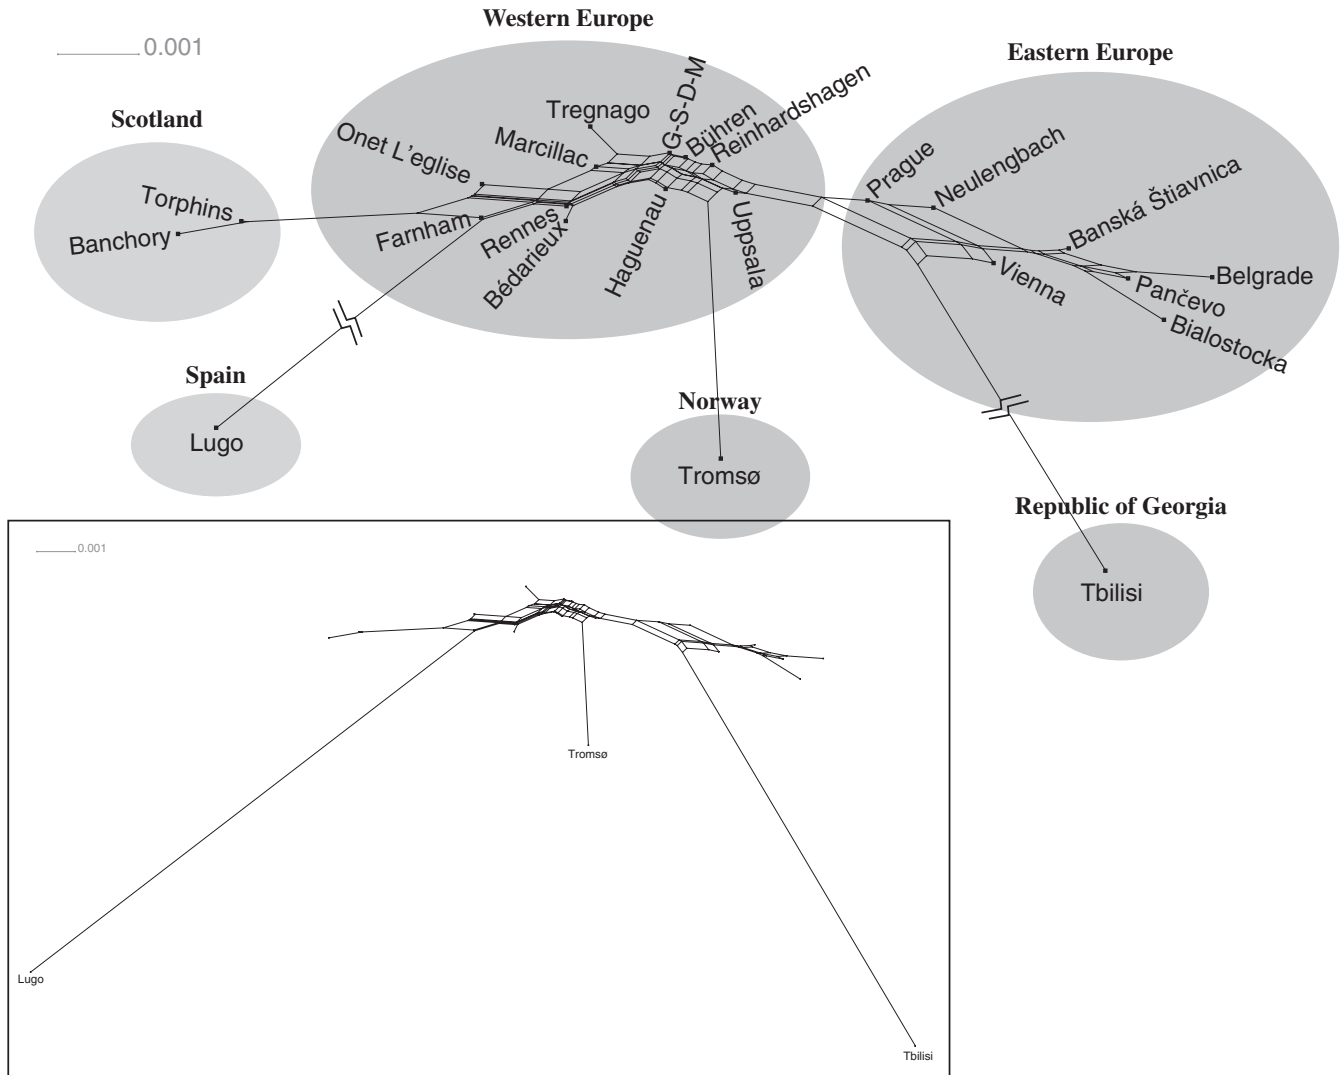 Western Europe
0.001
Eastern Europe
Scotland
Tregnago
G-S-D-M
Bühren
Reinhardshagen
Onet L'eglise
Marcillac
Prague
Neulengbach
Banská Štiavnica
Torphins
Banchory
Farnham
Rennes
Bédarieux
Haguenau
Uppsala
Vienna
Belgrade
Pančevo
Bialostocka
Spain
Lugo
Norway
Tromsø
Republic of Georgia
Tbilisi
0.001
Tromsø
Lugo
Tbilisi